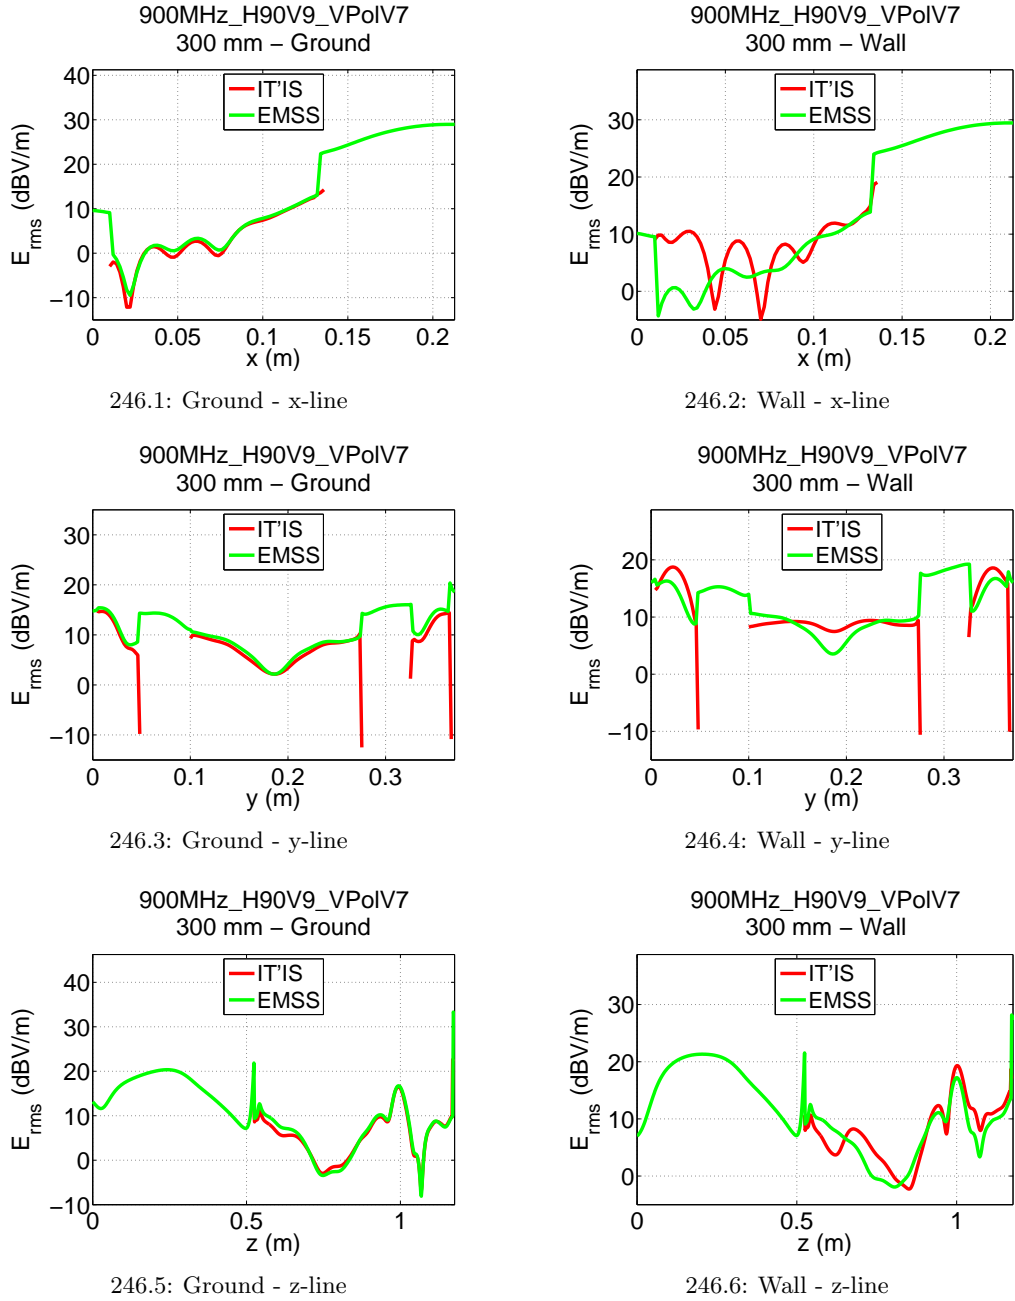 900MHz_H90V9_VPolV7
300 mm − Ground
IT'IS
EMSS
E_rms (dBV/m)
40
30
20
10
0
−10
0
0.05
0.1
0.15
0.2
x (m)
246.1: Ground - x-line
900MHz_H90V9_VPolV7
300 mm − Wall
IT'IS
EMSS
E_rms (dBV/m)
30
20
10
0
0
0.05
0.1
0.15
0.2
x (m)
246.2: Wall - x-line
900MHz_H90V9_VPolV7
300 mm − Ground
IT'IS
EMSS
E_rms (dBV/m)
30
20
10
0
−10
0
0.1
0.2
0.3
y (m)
246.3: Ground - y-line
900MHz_H90V9_VPolV7
300 mm − Wall
IT'IS
EMSS
E_rms (dBV/m)
20
10
0
−10
0
0.1
0.2
0.3
y (m)
246.4: Wall - y-line
900MHz_H90V9_VPolV7
300 mm − Ground
IT'IS
EMSS
E_rms (dBV/m)
40
30
20
10
0
−10
0
0.5
1
z (m)
246.5: Ground - z-line
900MHz_H90V9_VPolV7
300 mm − Wall
IT'IS
EMSS
E_rms (dBV/m)
30
20
10
0
0
0.5
1
z (m)
246.6: Wall - z-line